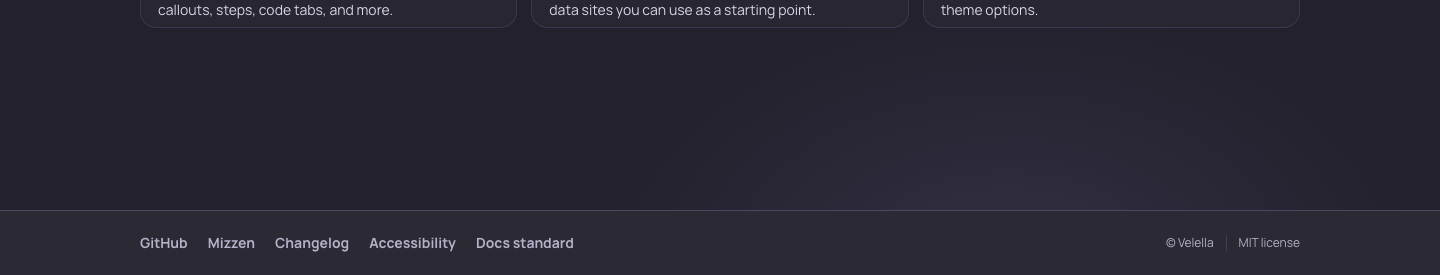 callouts, steps, code tabs, and more.
data sites you can use as a starting point.
theme options.
GitHub Mizzen Changelog Accessibility Docs standard
© Velella MIT license